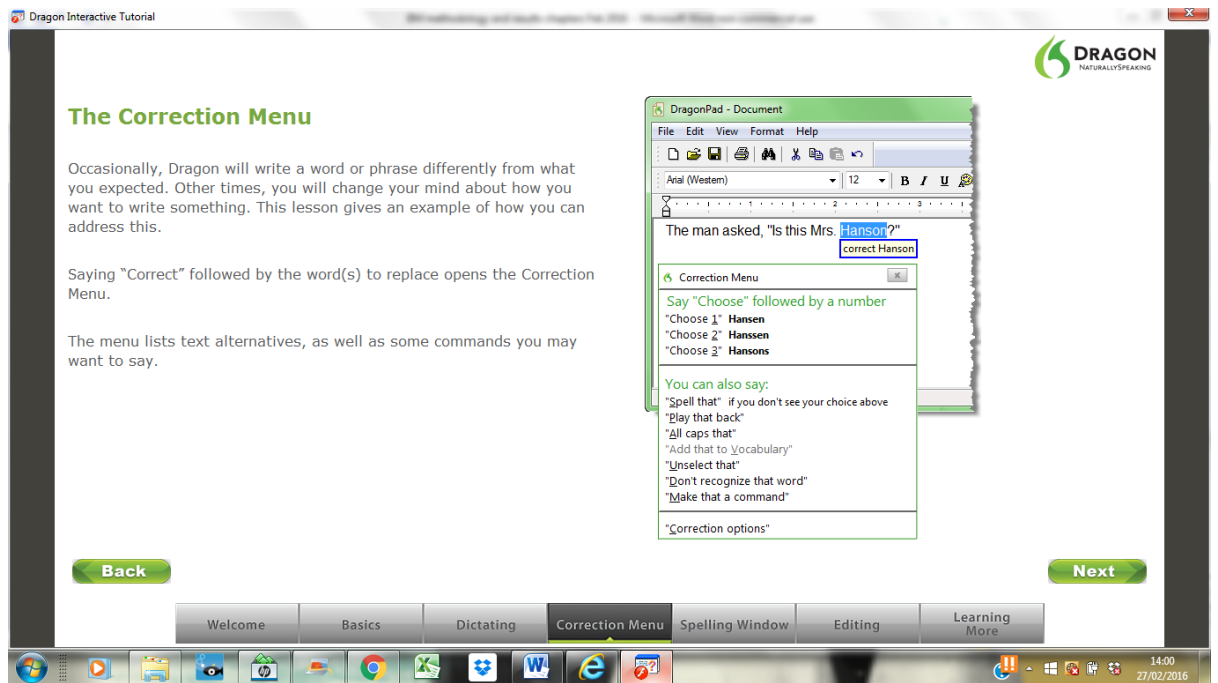 Dragon Interactive Tutorial
DRAGON
NATURALLYSPEAKING
The Correction Menu
Occasionally, Dragon will write a word or phrase differently from what
you expected. Other times, you will change your mind about how you
want to write something. This lesson gives an example of how you can
address this.
Saying "Correct" followed by the word(s) to replace opens the Correction
Menu.
The menu lists text alternatives, as well as some commands you may
want to say.
DragonPad - Document
File Edit View Format Help
Arial (Western) 12 B I U
1 2 3
The man asked, "Is this Mrs. Hanson?"
correct Hanson
Correction Menu
Say "Choose" followed by a number
"Choose 1" Hansen
"Choose 2" Hanssen
"Choose 3" Hansons
You can also say:
"Spell that" if you don't see your choice above
"Play that back"
"All caps that"
"Add that to Vocabulary"
"Unselect that"
"Don't recognize that word"
"Make that a command"
"Correction options"
Back
Next
Welcome Basics Dictating Correction Menu Spelling Window Editing Learning More
14:00
27/02/2016